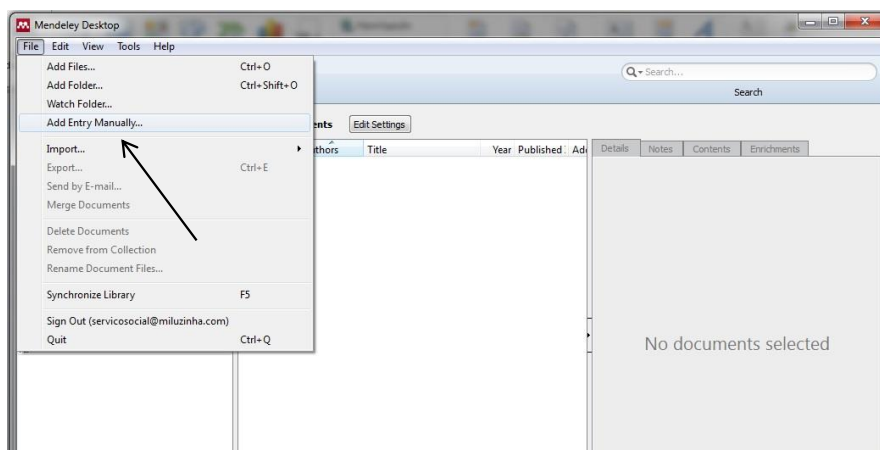 Mendeley Desktop
File Edit View Tools Help
Add Files... Ctrl+O
Add Folder... Ctrl+Shift+O
Watch Folder...
Add Entry Manually...
Import...
Export... Ctrl+E
Send by E-mail...
Merge Documents
Delete Documents
Remove from Collection
Rename Document Files...
Synchronize Library F5
Sign Out (servicosocial@miluzinha.com)
Quit Ctrl+Q
Search...
Search
ents Edit Settings
thors Title Year Published Add
Details Notes Contents Enrichments
No documents selected